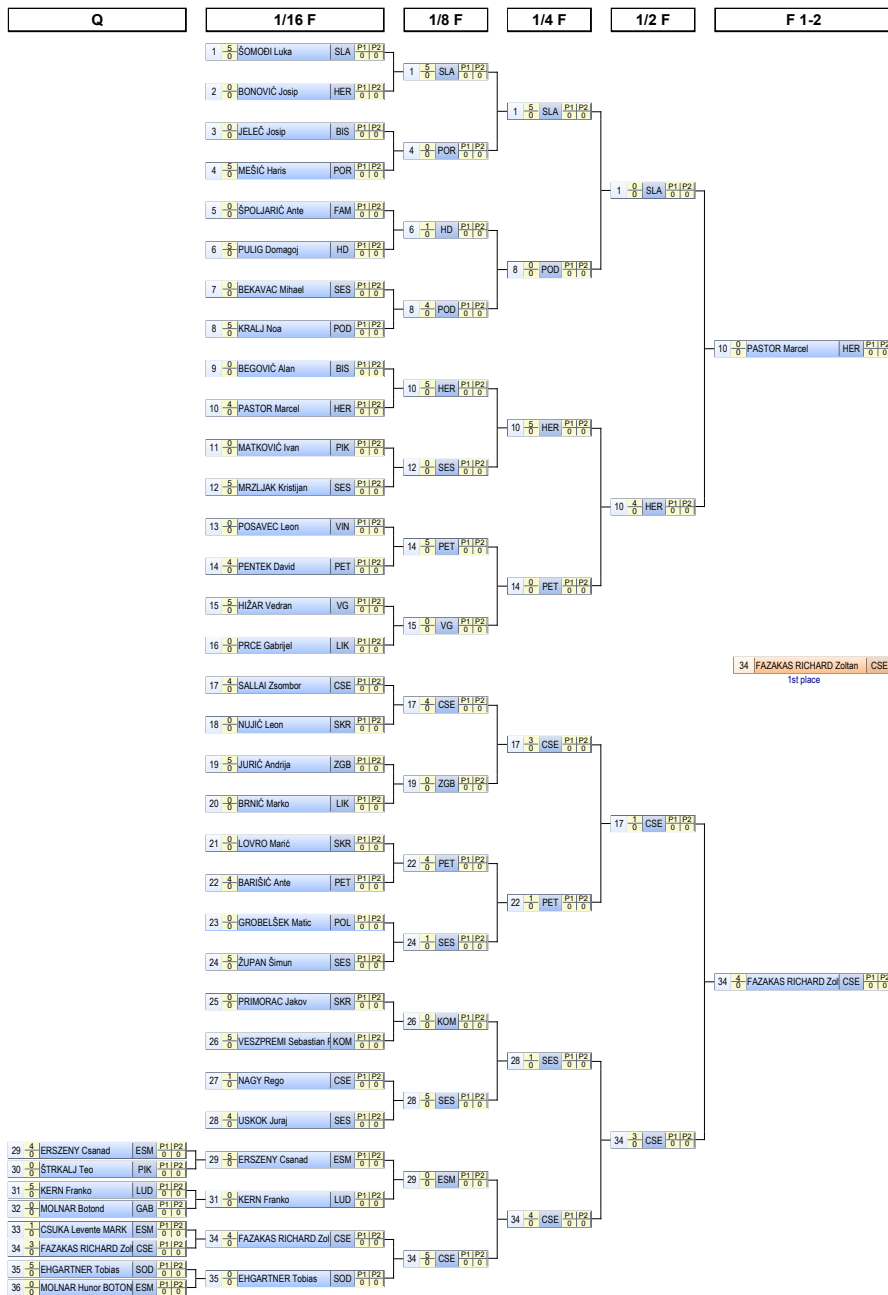 Q 1/16 F 1/8 F 1/4 F 1/2 F F 1-2
29 4 0 ERSZENY Csanad ESM P1 P2 0 0
30 0 0 ŠTRKALJ Teo PIK P1 P2 0 0
31 5 0 KERN Franko LUD P1 P2 0 0
32 0 0 MOLNAR Botond GAB P1 P2 0 0
33 1 0 CSUKA Levente MARK ESM P1 P2 0 0
34 3 0 FAZAKAS RICHARD Zol CSE P1 P2 0 0
35 5 0 EHGARTNER Tobias SOD P1 P2 0 0
36 0 0 MOLNAR Hunor BOTON ESM P1 P2 0 0
1 5 0 ŠOMOĐI Luka SLA P1 P2 0 0
2 0 0 BONOVIĆ Josip HER P1 P2 0 0
3 0 0 JELEČ Josip BIS P1 P2 0 0
4 5 0 MEŠIĆ Haris POR P1 P2 0 0
5 0 0 ŠPOLJARIĆ Ante FAM P1 P2 0 0
6 5 0 PULIG Domagoj HD P1 P2 0 0
7 0 0 BEKAVAC Mihael SES P1 P2 0 0
8 5 0 KRALJ Noa POD P1 P2 0 0
9 0 0 BEGOVIĆ Alan BIS P1 P2 0 0
10 4 0 PASTOR Marcel HER P1 P2 0 0
11 0 0 MATKOVIĆ Ivan PIK P1 P2 0 0
12 5 0 MRZLJAK Kristijan SES P1 P2 0 0
13 0 0 POSAVEC Leon VIN P1 P2 0 0
14 4 0 PENTEK David PET P1 P2 0 0
15 5 0 HIŽAR Vedran VG P1 P2 0 0
16 0 0 PRCE Gabrijel LIK P1 P2 0 0
17 4 0 SALLAI Zsombor CSE P1 P2 0 0
18 0 0 NUJIĆ Leon SKR P1 P2 0 0
19 5 0 JURIĆ Andrija ZGB P1 P2 0 0
20 0 0 BRNIĆ Marko LIK P1 P2 0 0
21 0 0 LOVRO Marić SKR P1 P2 0 0
22 4 0 BARIŠIĆ Ante PET P1 P2 0 0
23 0 0 GROBELŠEK Matic POL P1 P2 0 0
24 5 0 ŽUPAN Šimun SES P1 P2 0 0
25 0 0 PRIMORAC Jakov SKR P1 P2 0 0
26 5 0 VESZPREMI Sebastian F KOM P1 P2 0 0
27 1 0 NAGY Rego CSE P1 P2 0 0
28 4 0 USKOK Juraj SES P1 P2 0 0
29 5 0 ERSZENY Csanad ESM P1 P2 0 0
31 0 0 KERN Franko LUD P1 P2 0 0
34 4 0 FAZAKAS RICHARD Zol CSE P1 P2 0 0
35 0 0 EHGARTNER Tobias SOD P1 P2 0 0
1 5 0 SLA P1 P2 0 0
4 0 0 POR P1 P2 0 0
6 1 0 HD P1 P2 0 0
8 4 0 POD P1 P2 0 0
10 5 0 HER P1 P2 0 0
12 0 0 SES P1 P2 0 0
14 5 0 PET P1 P2 0 0
15 0 0 VG P1 P2 0 0
17 4 0 CSE P1 P2 0 0
19 0 0 ZGB P1 P2 0 0
22 4 0 PET P1 P2 0 0
24 1 0 SES P1 P2 0 0
26 0 0 KOM P1 P2 0 0
28 5 0 SES P1 P2 0 0
29 0 0 ESM P1 P2 0 0
34 5 0 CSE P1 P2 0 0
1 5 0 SLA P1 P2 0 0
8 0 0 POD P1 P2 0 0
10 5 0 HER P1 P2 0 0
14 0 0 PET P1 P2 0 0
17 3 0 CSE P1 P2 0 0
22 1 0 PET P1 P2 0 0
28 1 0 SES P1 P2 0 0
34 4 0 CSE P1 P2 0 0
1 0 0 SLA P1 P2 0 0
10 4 0 HER P1 P2 0 0
17 1 0 CSE P1 P2 0 0
34 3 0 CSE P1 P2 0 0
10 0 0 PASTOR Marcel HER P1 P2 0 0
34 FAZAKAS RICHARD Zoltan CSE
1st place
34 4 0 FAZAKAS RICHARD Zol CSE P1 P2 0 0